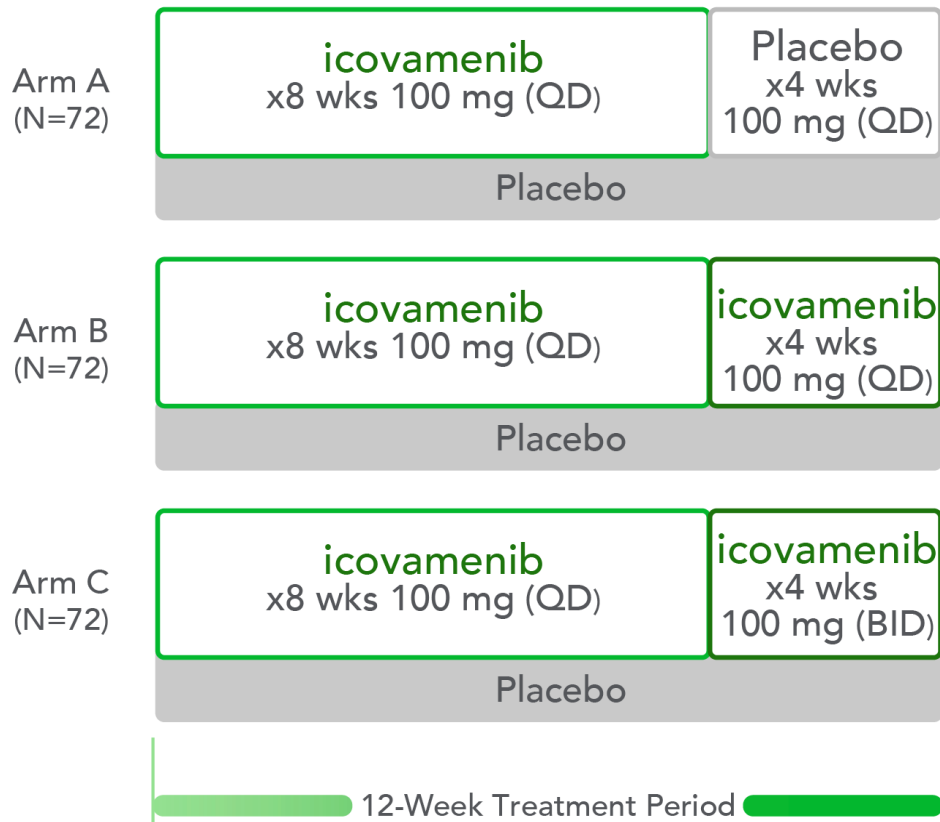 Arm A
(N=72)
icovamenib
x8 wks 100 mg (QD)
Placebo
x4 wks
100 mg (QD)
Placebo
Arm B
(N=72)
icovamenib
x8 wks 100 mg (QD)
icovamenib
x4 wks
100 mg (QD)
Placebo
Arm C
(N=72)
icovamenib
x8 wks 100 mg (QD)
icovamenib
x4 wks
100 mg (BID)
Placebo
12-Week Treatment Period